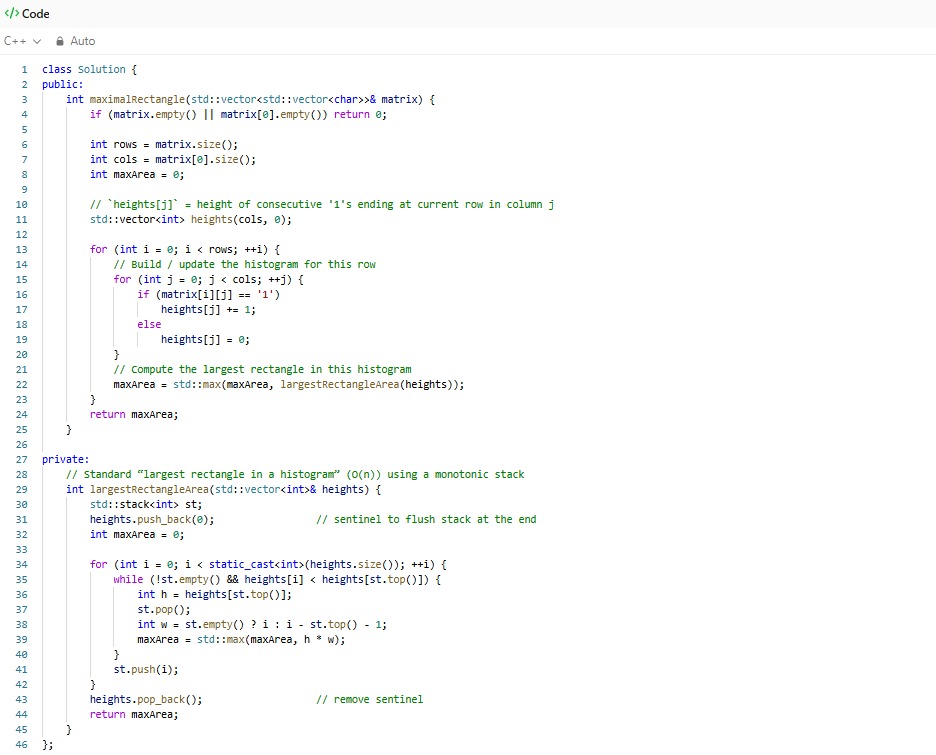 </> Code
C++ Auto
1 class Solution {
2 public:
3     int maximalRectangle(std::vector<std::vector<char>>& matrix) {
4         if (matrix.empty() || matrix[0].empty()) return 0;
5
6         int rows = matrix.size();
7         int cols = matrix[0].size();
8         int maxArea = 0;
9
10         // `heights[j]` = height of consecutive '1's ending at current row in column j
11         std::vector<int> heights(cols, 0);
12
13         for (int i = 0; i < rows; ++i) {
14             // Build / update the histogram for this row
15             for (int j = 0; j < cols; ++j) {
16                 if (matrix[i][j] == '1')
17                     heights[j] += 1;
18                 else
19                     heights[j] = 0;
20             }
21             // Compute the largest rectangle in this histogram
22             maxArea = std::max(maxArea, largestRectangleArea(heights));
23         }
24         return maxArea;
25     }
26
27 private:
28     // Standard “largest rectangle in a histogram” (O(n)) using a monotonic stack
29     int largestRectangleArea(std::vector<int>& heights) {
30         std::stack<int> st;
31         heights.push_back(0);                 // sentinel to flush stack at the end
32         int maxArea = 0;
33
34         for (int i = 0; i < static_cast<int>(heights.size()); ++i) {
35             while (!st.empty() && heights[i] < heights[st.top()]) {
36                 int h = heights[st.top()];
37                 st.pop();
38                 int w = st.empty() ? i : i - st.top() - 1;
39                 maxArea = std::max(maxArea, h * w);
40             }
41             st.push(i);
42         }
43         heights.pop_back();                   // remove sentinel
44         return maxArea;
45     }
46 };